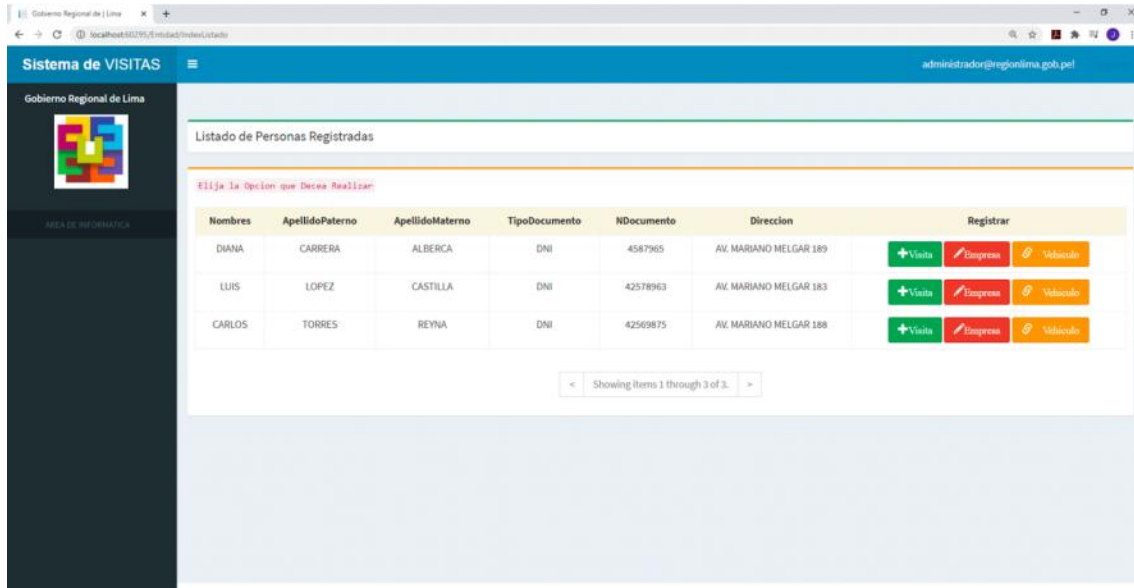 Gobierno Regional de | Lima
localhost:60295/Entidad/IndexListado
Sistema de VISITAS
administrador@regionlima.gob.pe!
Gobierno Regional de Lima
AREA DE INFORMATICA
Listado de Personas Registradas
Elija la Opcion que Decea Realizar
Nombres ApellidoPaterno ApellidoMaterno TipoDocumento NDocumento Direccion Registrar
DIANA CARRERA ALBERCA DNI 4587965 AV. MARIANO MELGAR 189 Visita Empresa Vehiculo
LUIS LOPEZ CASTILLA DNI 42578963 AV. MARIANO MELGAR 183 Visita Empresa Vehiculo
CARLOS TORRES REYNA DNI 42569875 AV. MARIANO MELGAR 188 Visita Empresa Vehiculo
< Showing items 1 through 3 of 3. >